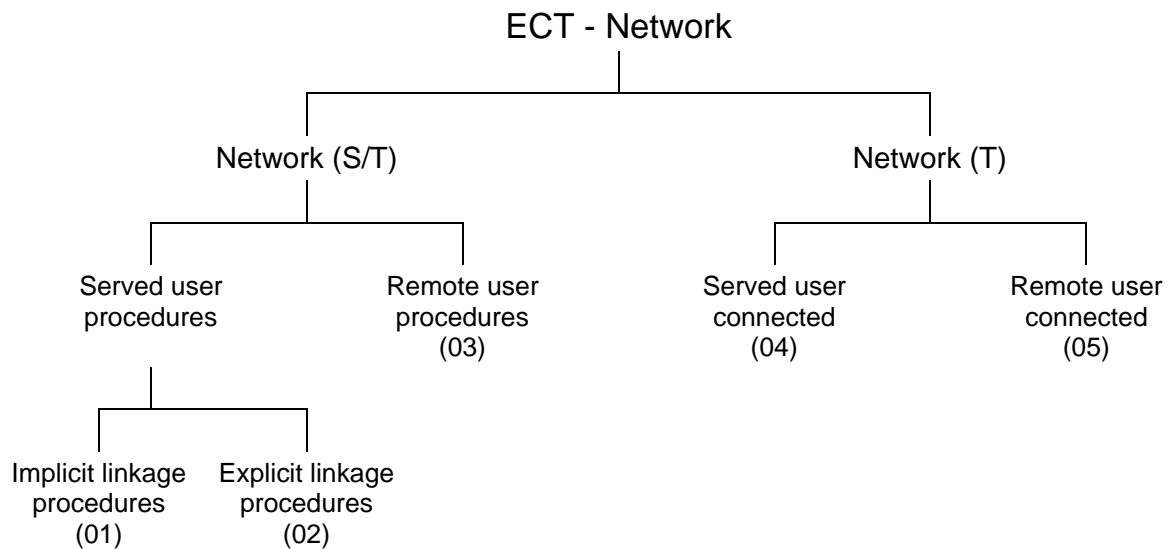 ECT - Network
Network (S/T)
Network (T)
Served user
procedures
Remote user
procedures
(03)
Served user
connected
(04)
Remote user
connected
(05)
Implicit linkage
procedures
(01)
Explicit linkage
procedures
(02)